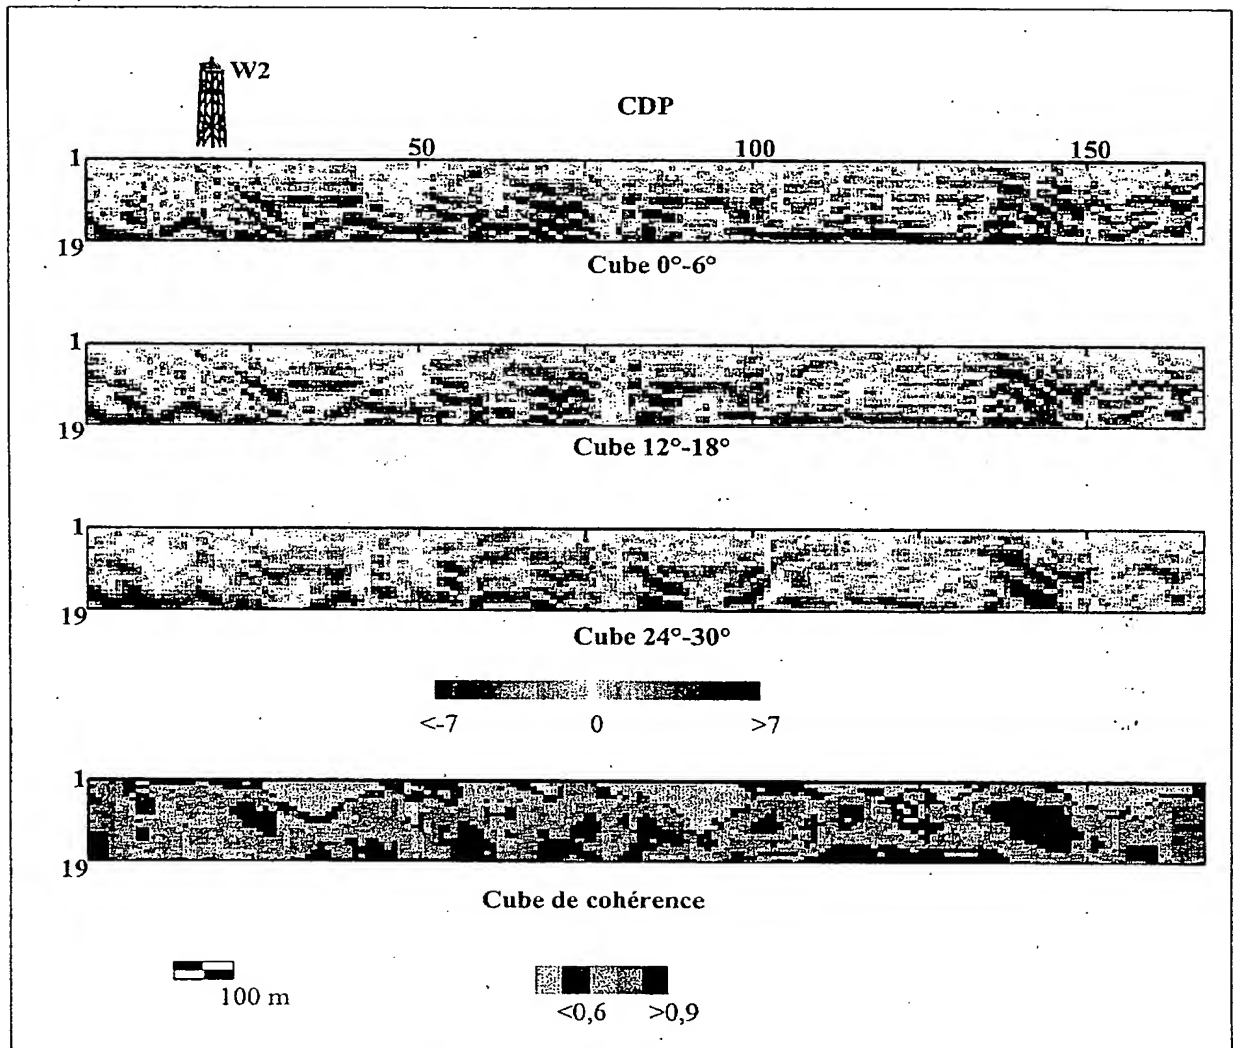 W2
CDP
1 50 100 150
19
Cube 0°-6°
1
19
Cube 12°-18°
1
19
Cube 24°-30°
<-7 0 >7
1
19
Cube de cohérence
100 m
<0,6 >0,9